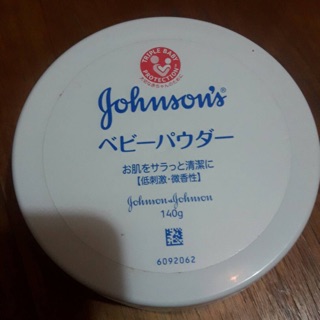 TRIPLE BABY
PROTECTION
Johnson's®
ベビーパウダー
お肌をサラっと清潔に
【低刺激・微香性】
Johnson & Johnson
140g
6092062